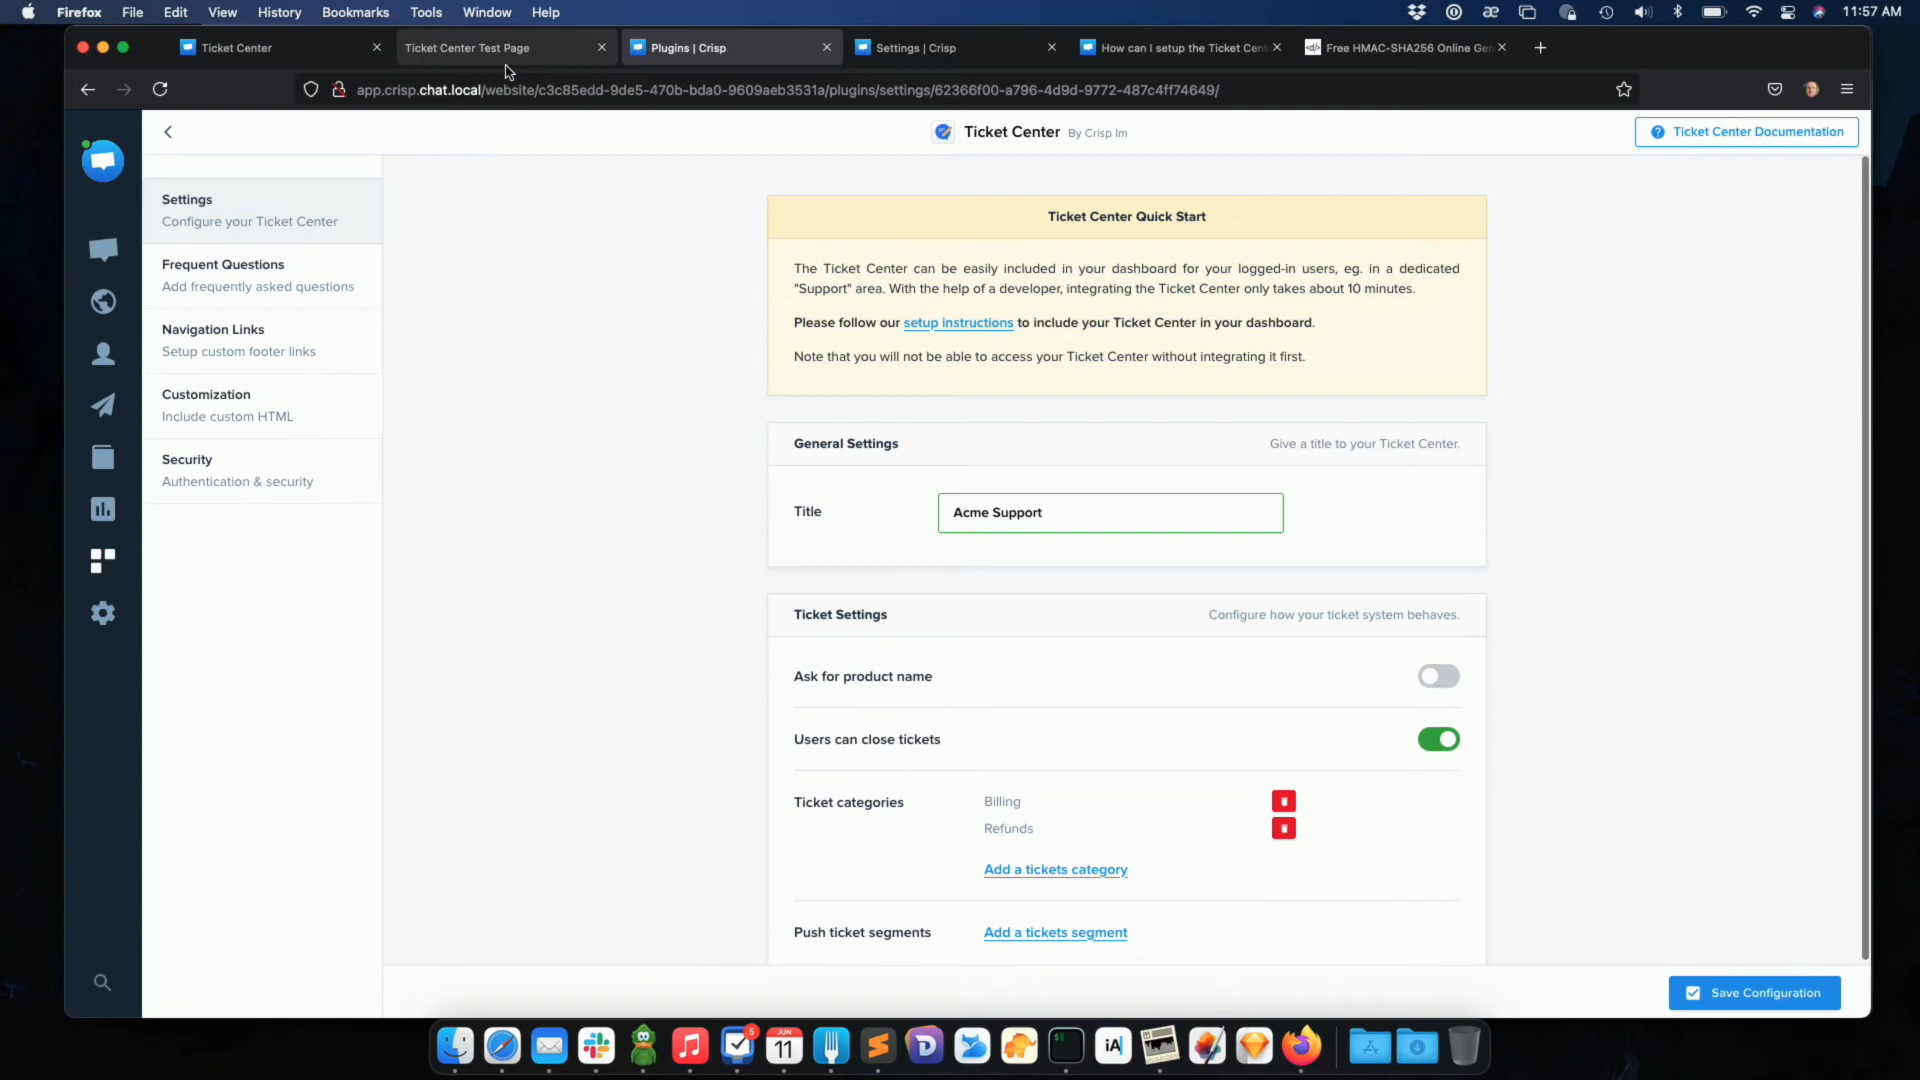 Firefox File Edit View History Bookmarks Tools Window Help 11:57 AM
Ticket Center Ticket Center Test Page Plugins | Crisp Settings | Crisp How can I setup the Ticket Cent Free HMAC-SHA256 Online Gen
app.crisp.chat.local/website/c3c85edd-9de5-470b-bda0-9609aeb3531a/plugins/settings/62366f00-a796-4d9d-9772-487c4ff74649/
Ticket Center By Crisp Im
Ticket Center Documentation
Settings
Configure your Ticket Center
Frequent Questions
Add frequently asked questions
Navigation Links
Setup custom footer links
Customization
Include custom HTML
Security
Authentication & security
Ticket Center Quick Start
The Ticket Center can be easily included in your dashboard for your logged-in users, eg. in a dedicated
"Support" area. With the help of a developer, integrating the Ticket Center only takes about 10 minutes.
Please follow our setup instructions to include your Ticket Center in your dashboard.
Note that you will not be able to access your Ticket Center without integrating it first.
General Settings Give a title to your Ticket Center.
Title Acme Support
Ticket Settings Configure how your ticket system behaves.
Ask for product name
Users can close tickets
Ticket categories Billing
Refunds
Add a tickets category
Push ticket segments Add a tickets segment
Save Configuration
5
JUN
11
iA